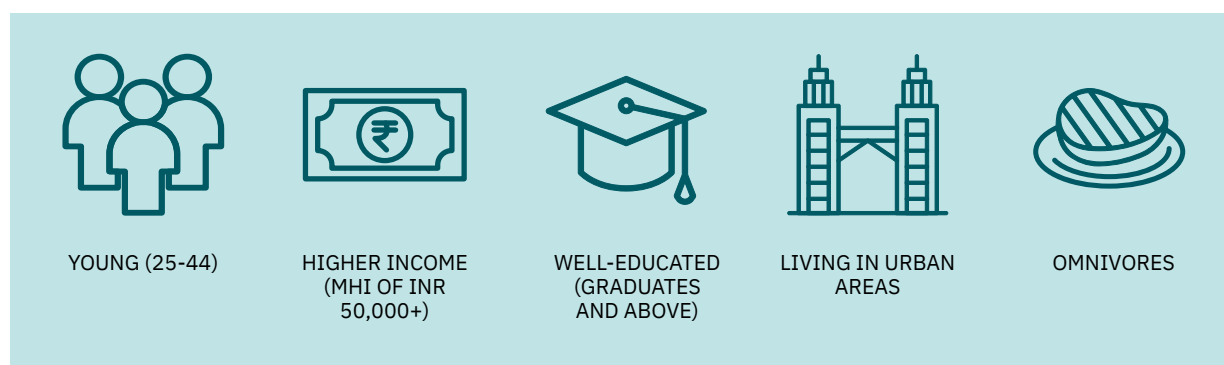 YOUNG (25-44)
HIGHER INCOME
(MHI OF INR
50,000+)
WELL-EDUCATED
(GRADUATES
AND ABOVE)
LIVING IN URBAN
AREAS
OMNIVORES
₹